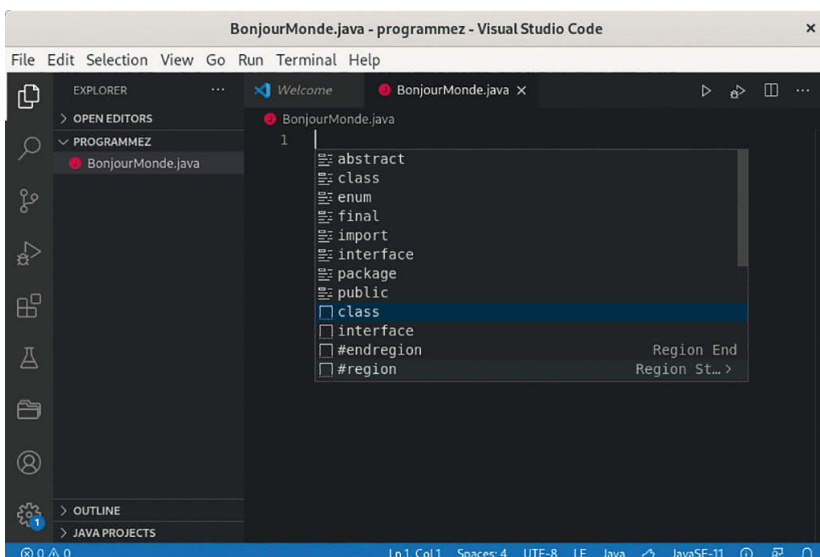 BonjourMonde.java - programmez - Visual Studio Code
File Edit Selection View Go Run Terminal Help
EXPLORER
Welcome
BonjourMonde.java
OPEN EDITORS
BonjourMonde.java
PROGRAMMEZ
BonjourMonde.java
1
abstract
class
enum
final
import
interface
package
public
class
interface
#endregion Region End
#region Region St…
OUTLINE
1
JAVA PROJECTS
0 0 Ln 1, Col 1 Spaces: 4 UTF-8 LF Java JavaSE-11